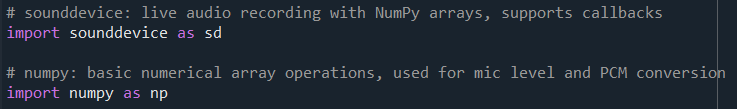 # sounddevice: live audio recording with NumPy arrays, supports callbacks
import sounddevice as sd
# numpy: basic numerical array operations, used for mic level and PCM conversion
import numpy as np